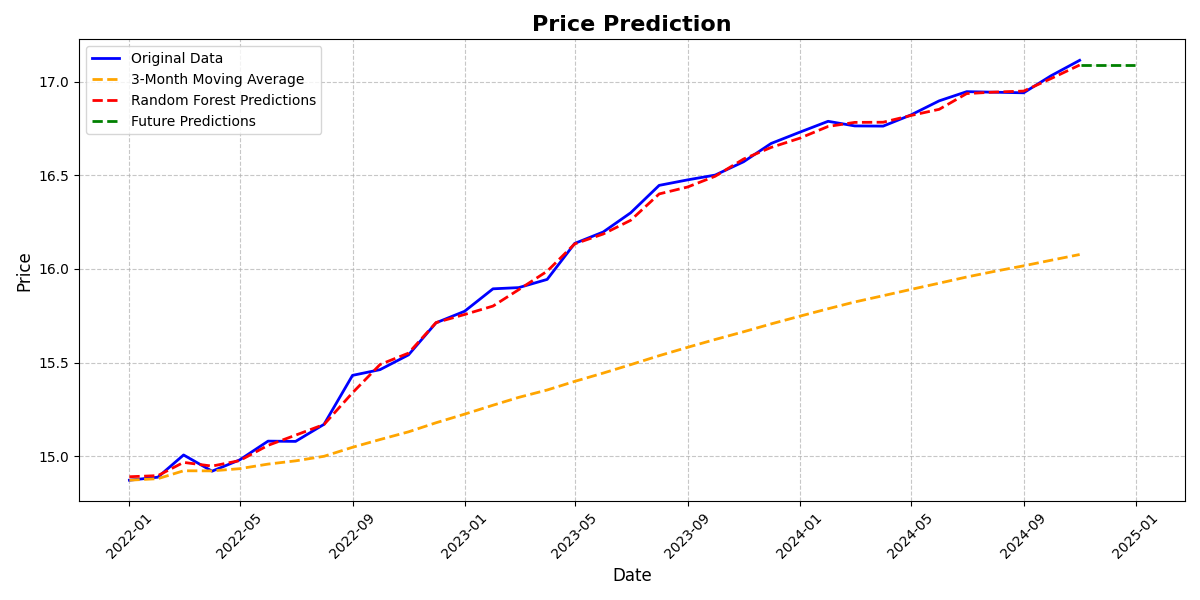 Price Prediction
Original Data
3-Month Moving Average
Random Forest Predictions
Future Predictions
Price
17.0
16.5
16.0
15.5
15.0
2022-01
2022-05
2022-09
2023-01
2023-05
2023-09
2024-01
2024-05
2024-09
2025-01
Date